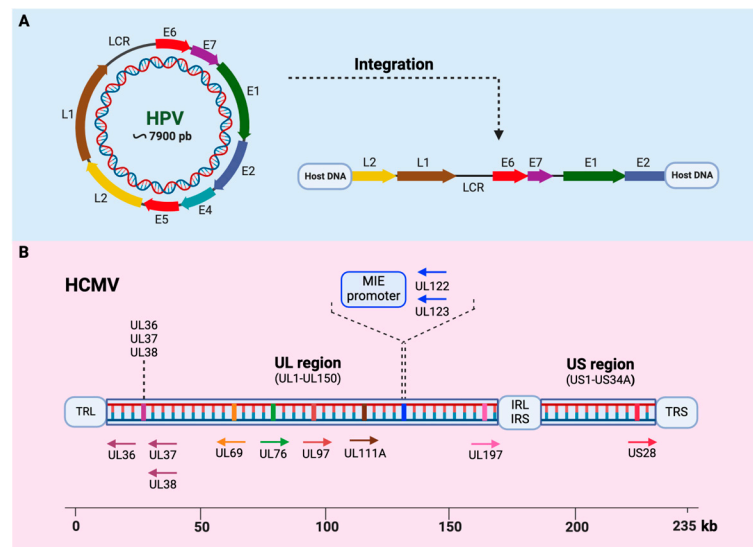 A
LCR
E6
E7
E1
E2
E4
E5
L2
L1
HPV
~ 7900 pb
Integration
Host DNA
L2
L1
LCR
E6
E7
E1
E2
Host DNA
B
HCMV
MIE
promoter
UL122
UL123
UL36
UL37
UL38
UL region
(UL1-UL150)
US region
(US1-US34A)
TRL
IRL
IRS
TRS
UL36
UL37
UL38
UL69
UL76
UL97
UL111A
UL197
US28
0
50
100
150
200
235 kb